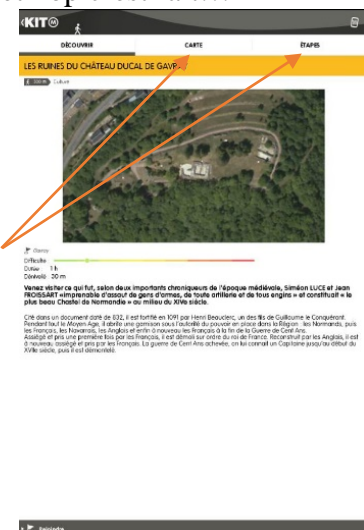 ‹KIT M
DÉCOUVRIR
CARTE
ÉTAPES
LES RUINES DU CHÂTEAU DUCAL DE GAVR
Culture
Difficulté
Durée 1 h
Dénivelé 30 m
Venez visiter ce qui fut, selon deux importants chroniqueurs de l'époque médiévale, Siméon LUCE et Jean
FROISSART «imprenable d'assaut de gens d'armes, de toute artillerie et de tous engins » et constituait « le
plus beau Chastel de Normandie » au milieu du XIVe siècle.
Cité dans un document daté de 832, il est fortifié en 1091 par Henri Beauclerc, un des fils de Guillaume le Conquérant.
Pendant tout le Moyen Age, il abrite une garnison sous l'autorité du pouvoir en place dans la Région : les Normands, puis
les Français, les Navarrais, les Anglais et enfin à nouveau les Français à la fin de la Guerre de Cent Ans.
Assiégé et pris une première fois par les Français, il est démoli sur ordre du roi de France. Reconstruit par les Anglais, il est
à nouveau assiégé et pris par les Français. La guerre de Cent Ans achevée, on lui connait un Capitaine jusqu'au début du
XVIIe siècle, puis il est démantelé.
Rejoindre